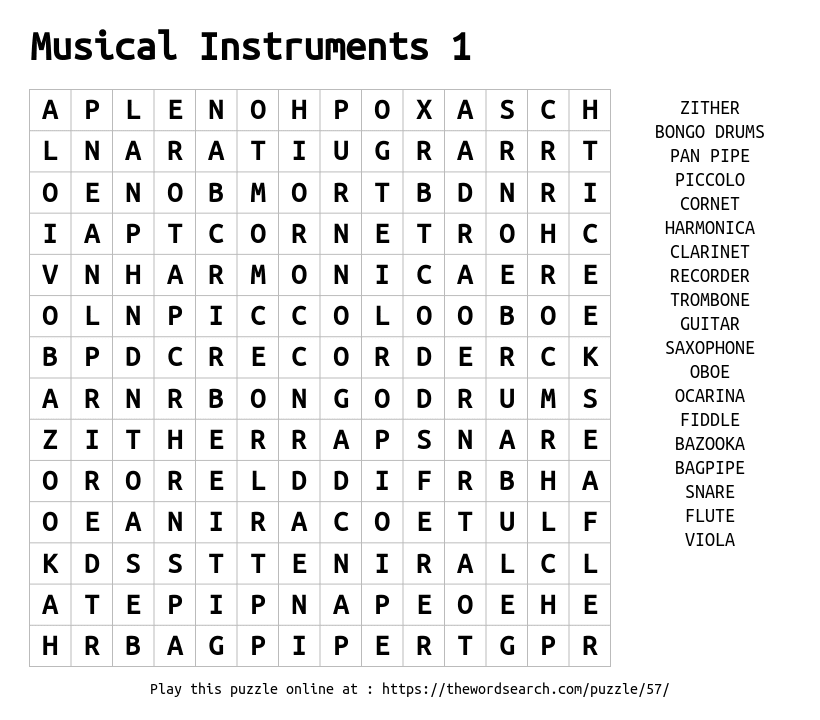 Musical Instruments 1
A P L E N O H P O X A S C H
L N A R A T I U G R A R R T
O E N O B M O R T B D N R I
I A P T C O R N E T R O H C
V N H A R M O N I C A E R E
O L N P I C C O L O O B O E
B P D C R E C O R D E R C K
A R N R B O N G O D R U M S
Z I T H E R R A P S N A R E
O R O R E L D D I F R B H A
O E A N I R A C O E T U L F
K D S S T T E N I R A L C L
A T E P I P N A P E O E H E
H R B A G P I P E R T G P R
ZITHER
BONGO DRUMS
PAN PIPE
PICCOLO
CORNET
HARMONICA
CLARINET
RECORDER
TROMBONE
GUITAR
SAXOPHONE
OBOE
OCARINA
FIDDLE
BAZOOKA
BAGPIPE
SNARE
FLUTE
VIOLA
Play this puzzle online at : https://thewordsearch.com/puzzle/57/